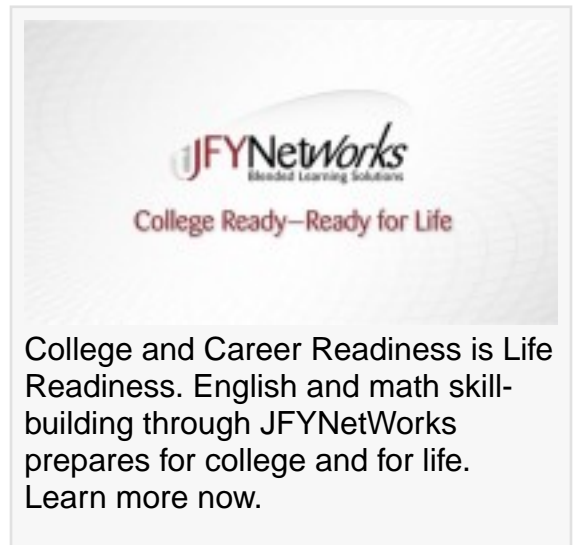 JFYNetWorks
Blended Learning Solutions
College Ready–Ready for Life
College and Career Readiness is Life
Readiness. English and math skill-
building through JFYNetWorks
prepares for college and for life.
Learn more now.